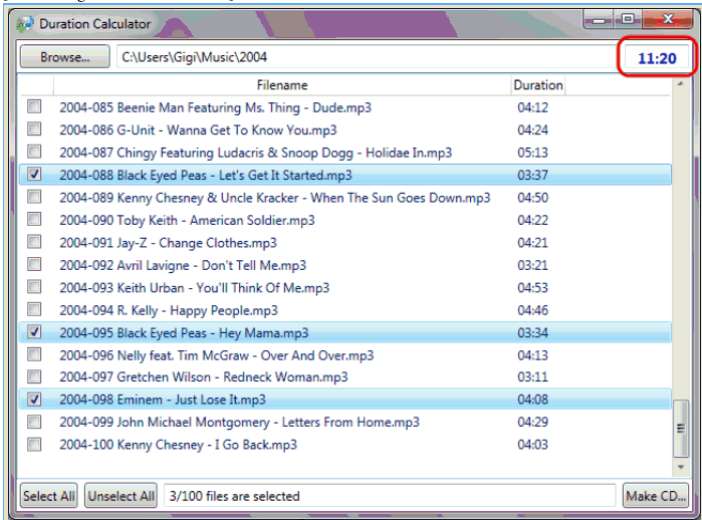 Duration Calculator
Browse... C:\Users\Gigi\Music\2004 11:20
Filename Duration
2004-085 Beenie Man Featuring Ms. Thing - Dude.mp3 04:12
2004-086 G-Unit - Wanna Get To Know You.mp3 04:24
2004-087 Chingy Featuring Ludacris & Snoop Dogg - Holidae In.mp3 05:13
2004-088 Black Eyed Peas - Let's Get It Started.mp3 03:37
2004-089 Kenny Chesney & Uncle Kracker - When The Sun Goes Down.mp3 04:50
2004-090 Toby Keith - American Soldier.mp3 04:22
2004-091 Jay-Z - Change Clothes.mp3 04:21
2004-092 Avril Lavigne - Don't Tell Me.mp3 03:21
2004-093 Keith Urban - You'll Think Of Me.mp3 04:53
2004-094 R. Kelly - Happy People.mp3 04:46
2004-095 Black Eyed Peas - Hey Mama.mp3 03:34
2004-096 Nelly feat. Tim McGraw - Over And Over.mp3 04:13
2004-097 Gretchen Wilson - Redneck Woman.mp3 03:11
2004-098 Eminem - Just Lose It.mp3 04:08
2004-099 John Michael Montgomery - Letters From Home.mp3 04:29
2004-100 Kenny Chesney - I Go Back.mp3 04:03
Select All Unselect All 3/100 files are selected Make CD...